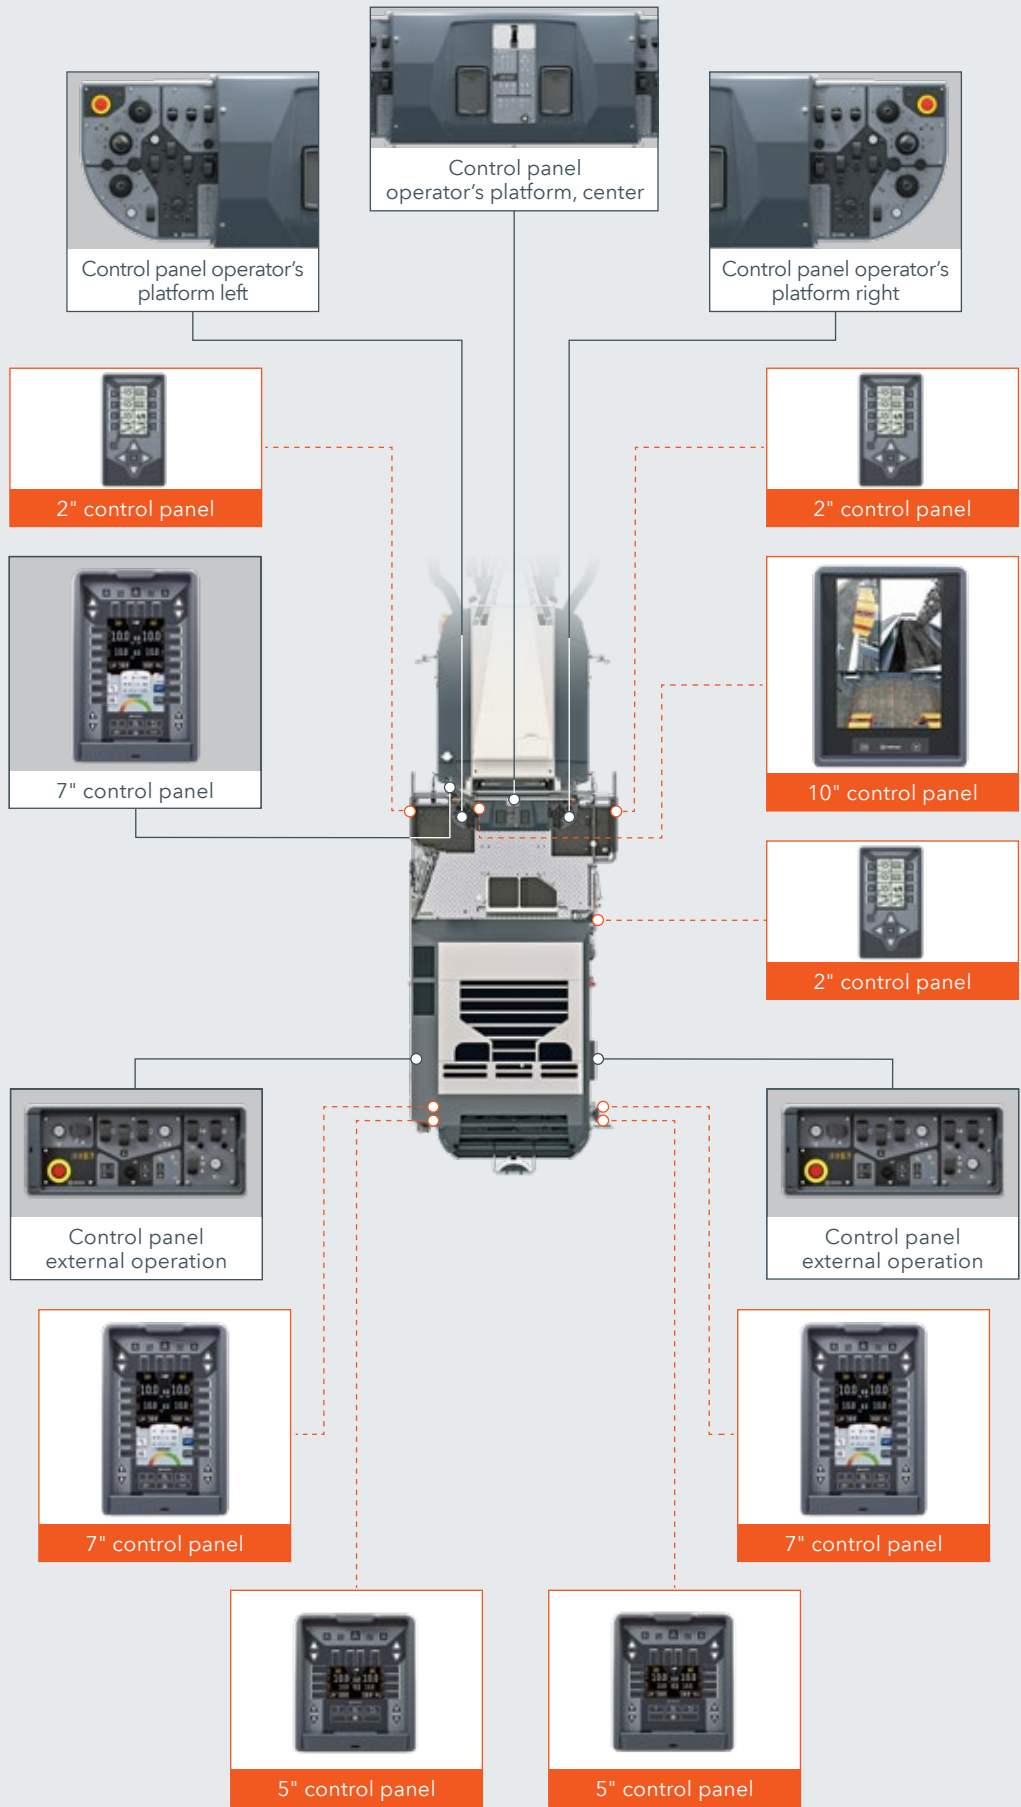 Control panel
operator's platform, center
Control panel operator's
platform left
Control panel operator's
platform right
2" control panel
2" control panel
7" control panel
10" control panel
2" control panel
Control panel
external operation
Control panel
external operation
7" control panel
7" control panel
5" control panel
5" control panel